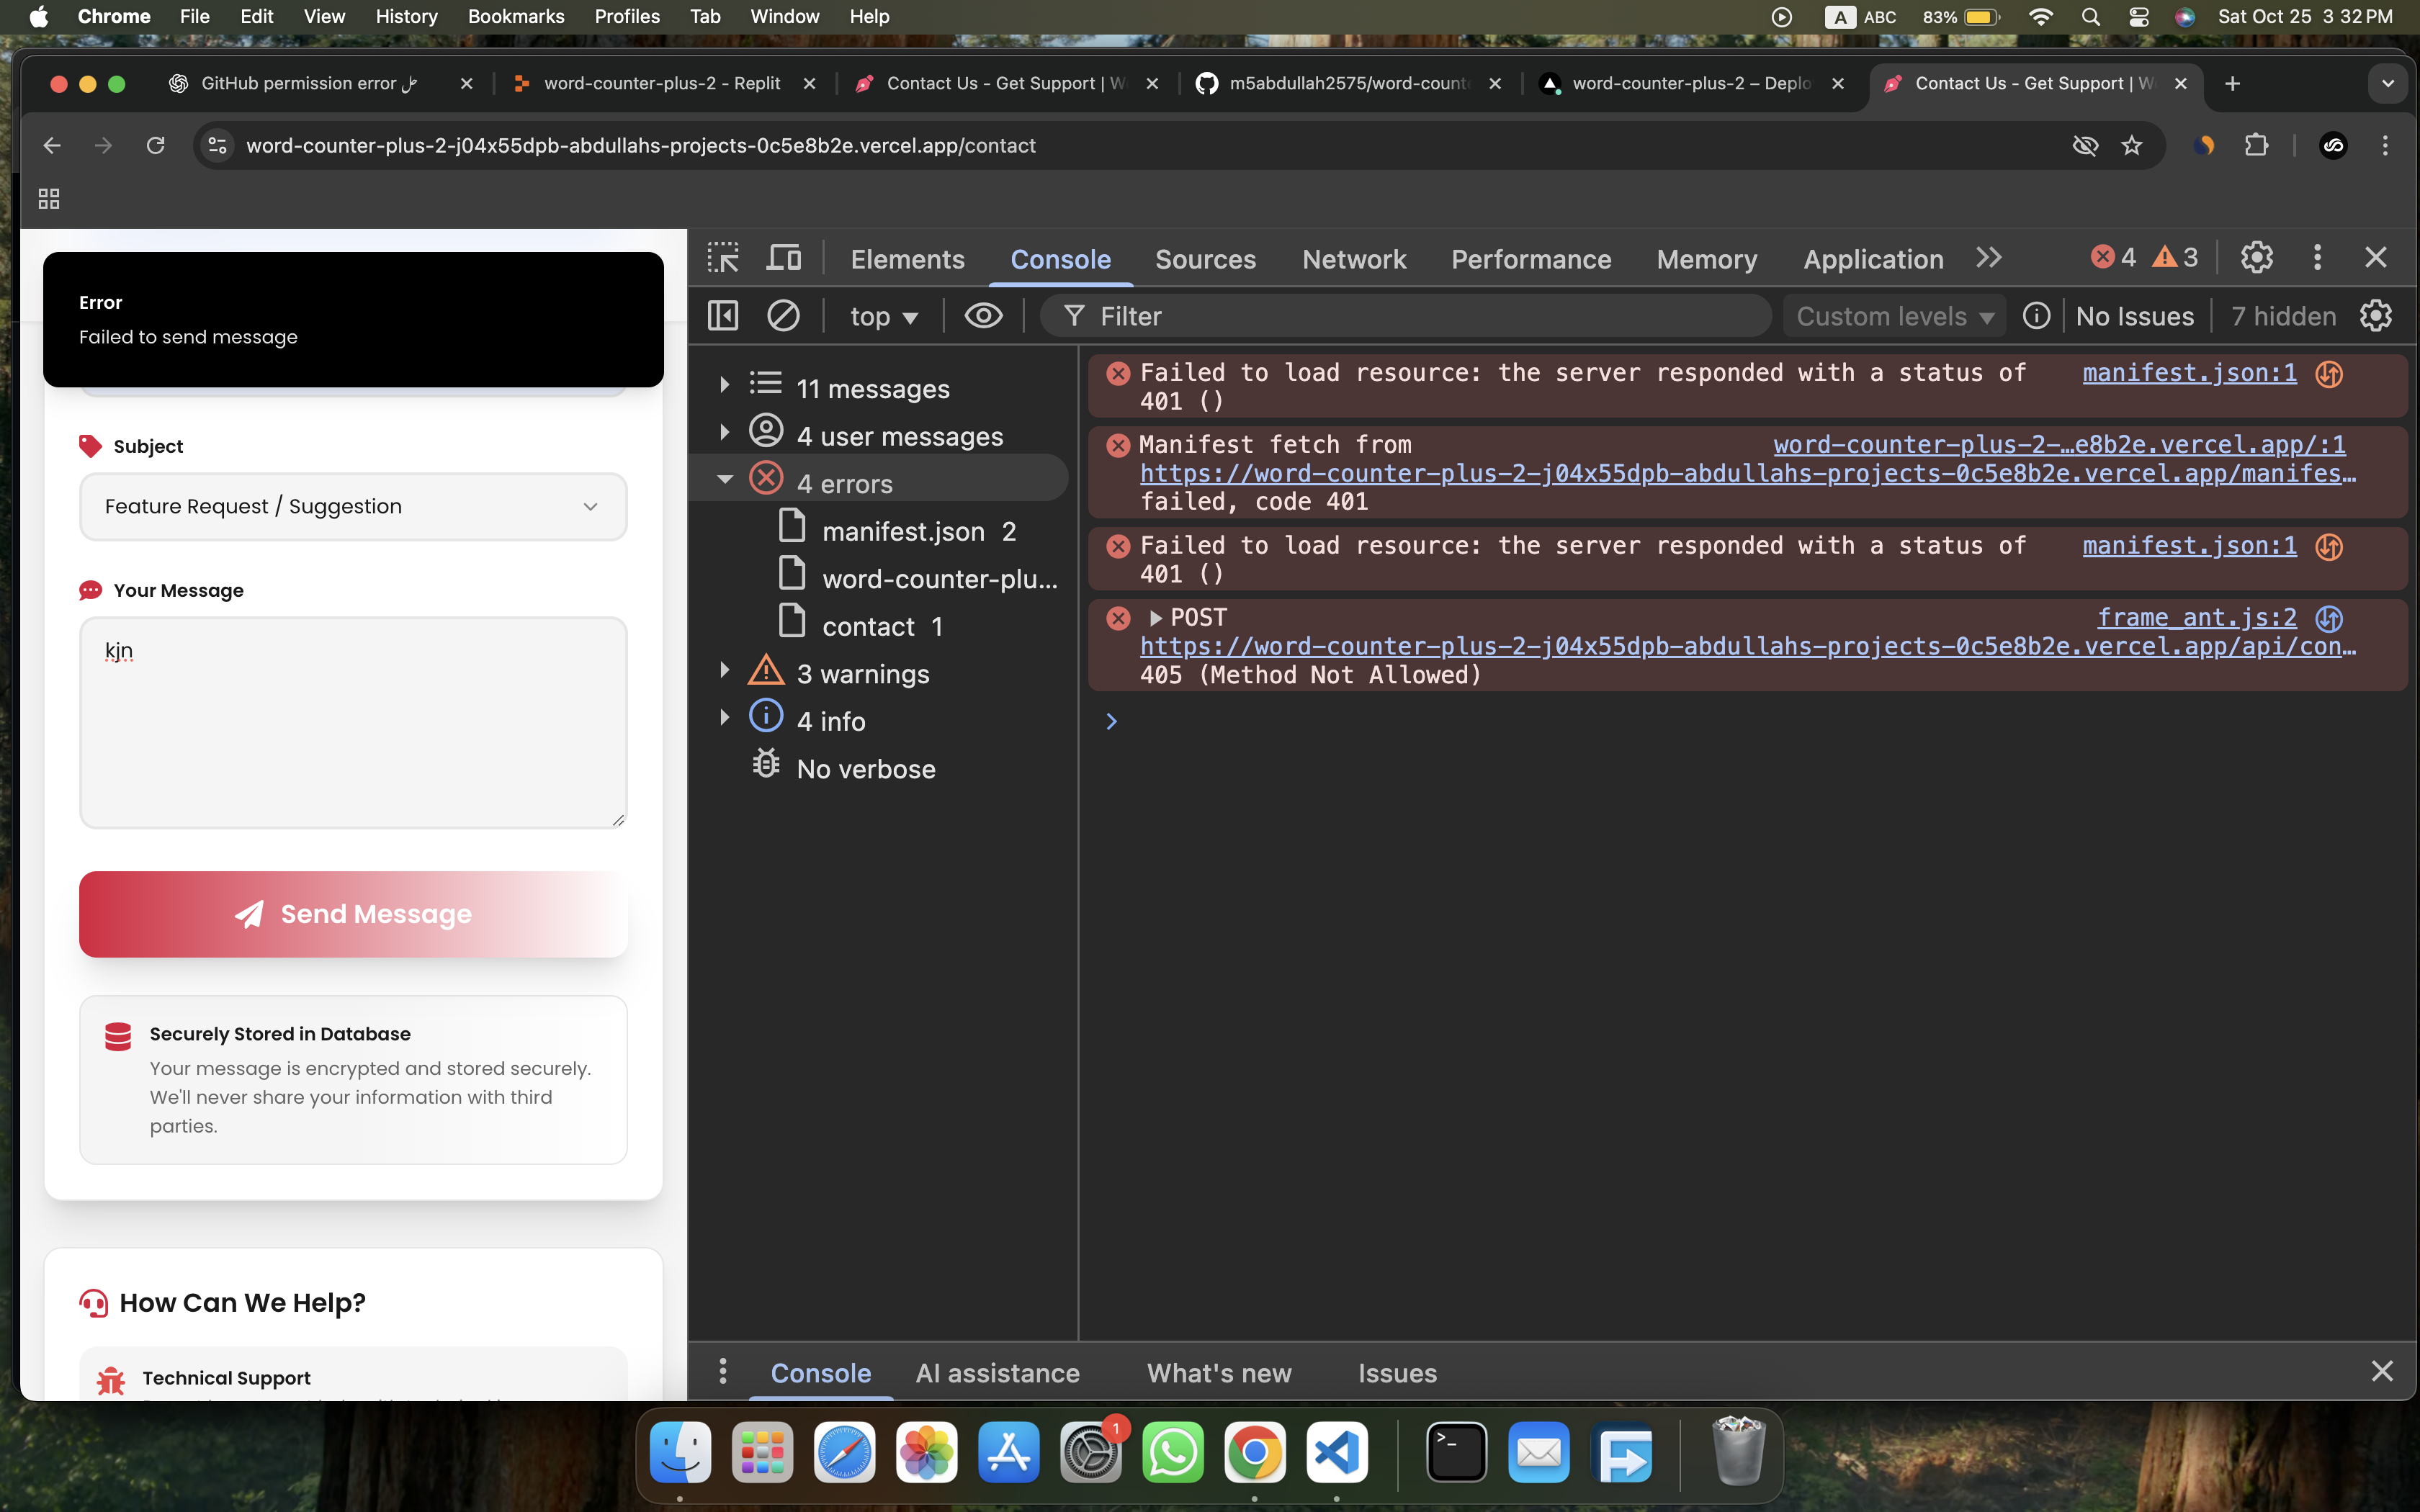 Chrome File Edit View History Bookmarks Profiles Tab Window Help
A ABC 83% Sat Oct 25 3 32 PM
GitHub permission error حل
word-counter-plus-2 - Replit
Contact Us - Get Support | W
m5abdullah2575/word-count
word-counter-plus-2 – Deplo
Contact Us - Get Support | W
word-counter-plus-2-j04x55dpb-abdullahs-projects-0c5e8b2e.vercel.app/contact
Error
Failed to send message
Subject
Feature Request / Suggestion
Your Message
kjn
Send Message
Securely Stored in Database
Your message is encrypted and stored securely.
We'll never share your information with third
parties.
How Can We Help?
Technical Support
Elements Console Sources Network Performance Memory Application 4 3
top Filter Custom levels No Issues 7 hidden
11 messages
4 user messages
4 errors
manifest.json 2
word-counter-plu...
contact 1
3 warnings
4 info
No verbose
Failed to load resource: the server responded with a status of manifest.json:1
401 ()
Manifest fetch from word-counter-plus-2-…e8b2e.vercel.app/:1
https://word-counter-plus-2-j04x55dpb-abdullahs-projects-0c5e8b2e.vercel.app/manifes…
failed, code 401
Failed to load resource: the server responded with a status of manifest.json:1
401 ()
POST frame_ant.js:2
https://word-counter-plus-2-j04x55dpb-abdullahs-projects-0c5e8b2e.vercel.app/api/con…
405 (Method Not Allowed)
Console AI assistance What's new Issues
1